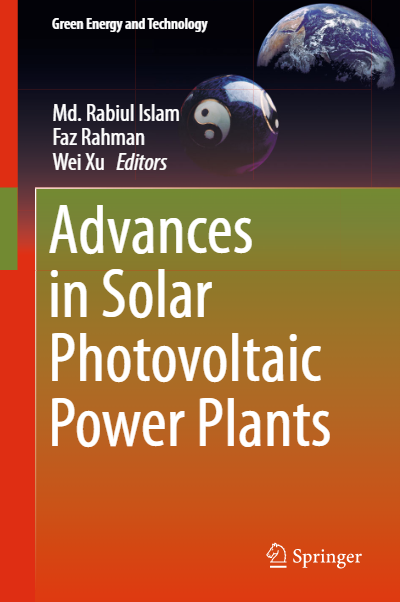 Green Energy and Technology
Md. Rabiul Islam
Faz Rahman
Wei Xu Editors
Advances
in Solar
Photovoltaic
Power Plants
Springer